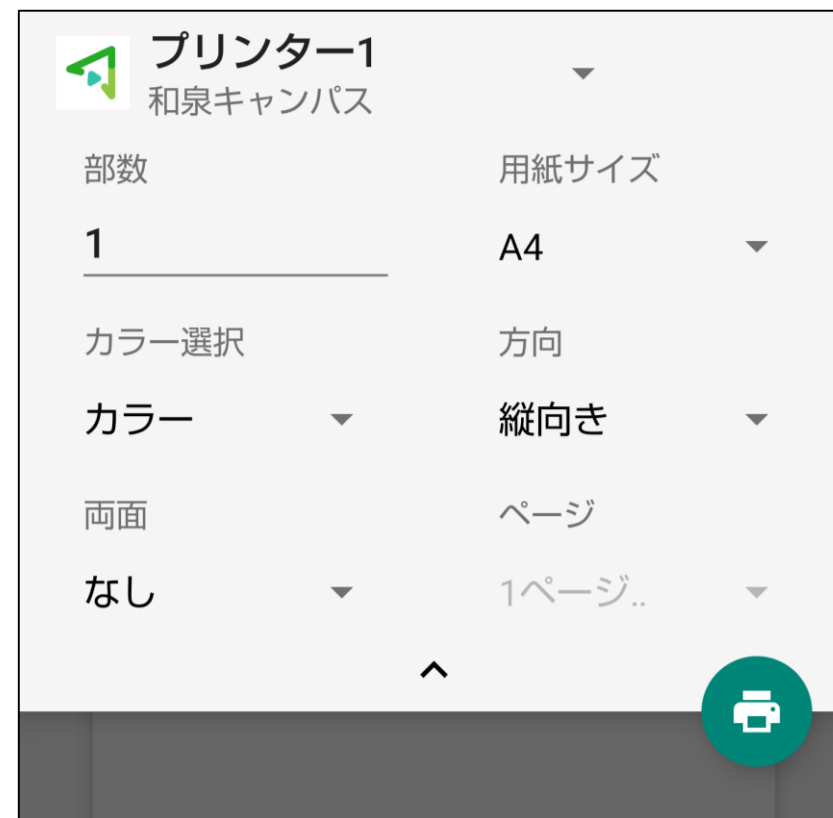 プリンター1
和泉キャンパス
部数
用紙サイズ
1
A4
カラー選択
方向
カラー
縦向き
両面
ページ
なし
1ページ..